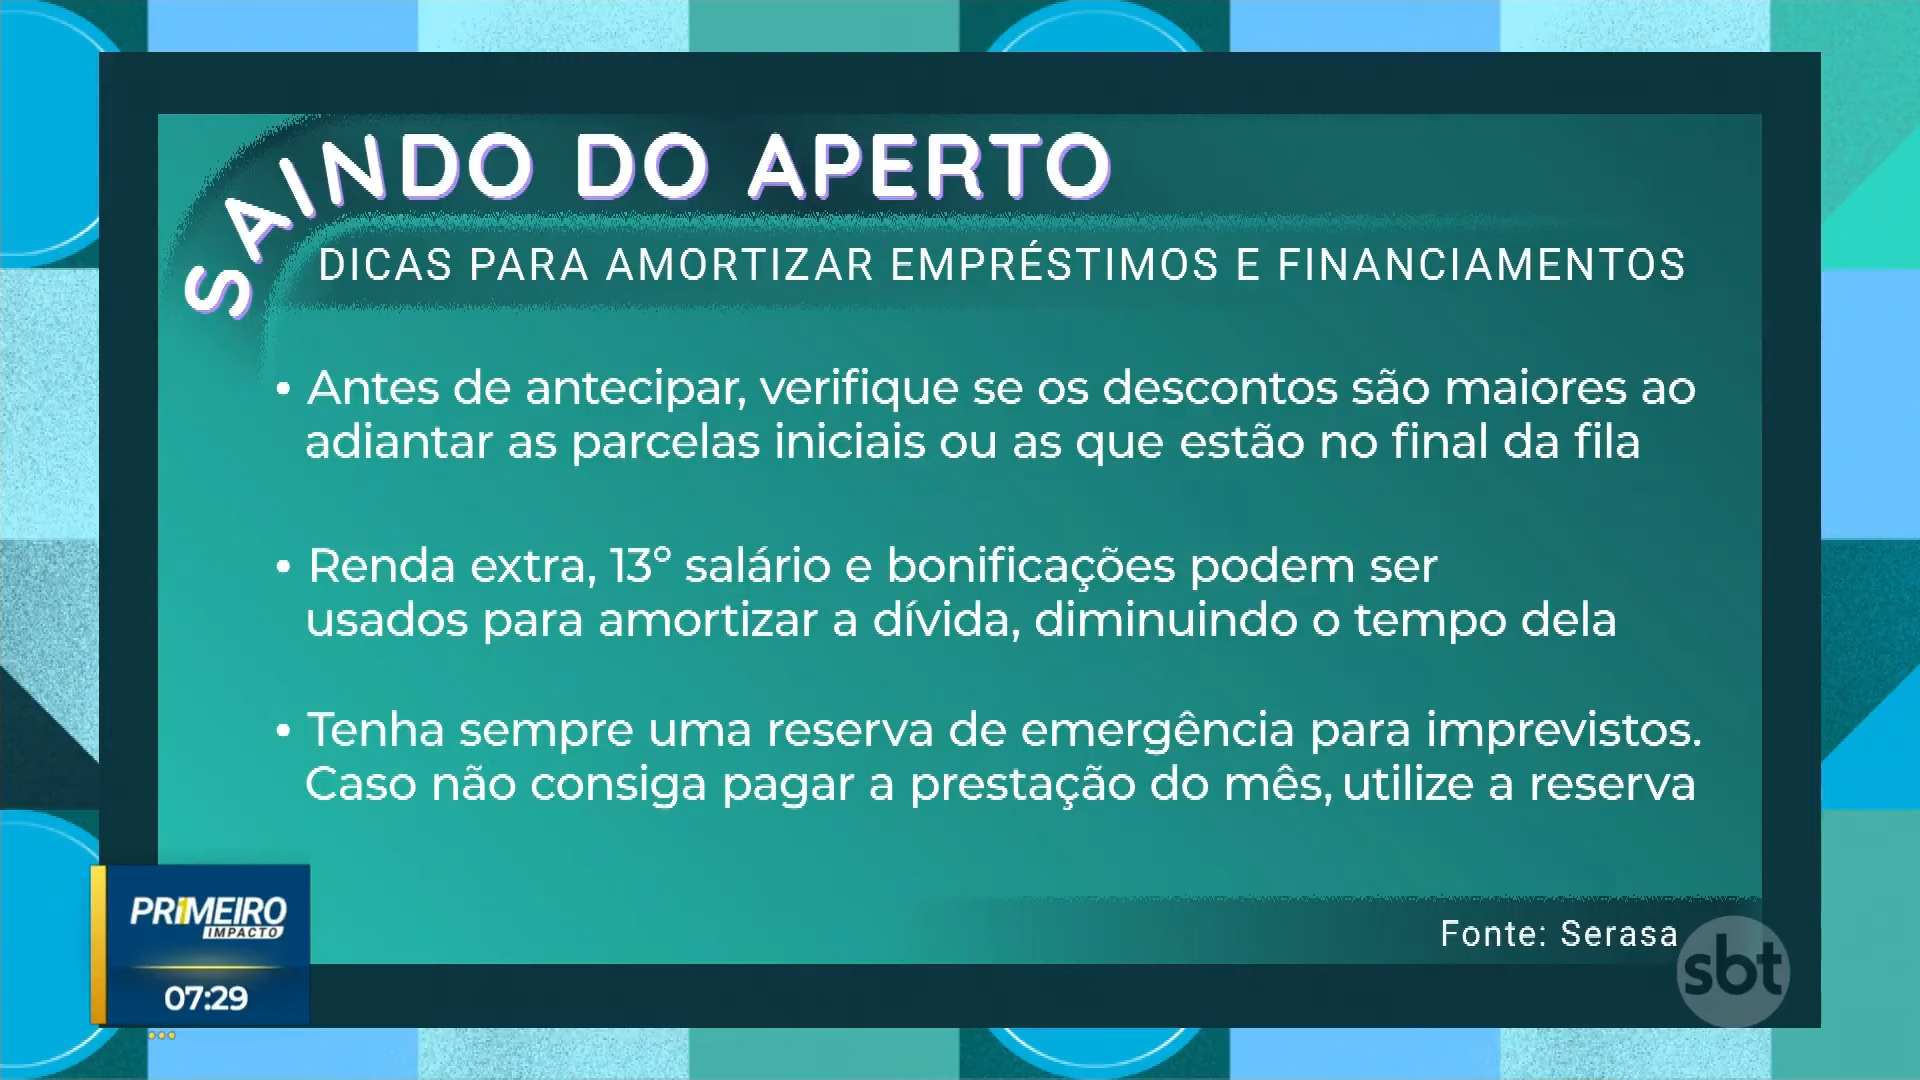 SAINDO DO APERTO
DICAS PARA AMORTIZAR EMPRÉSTIMOS E FINANCIAMENTOS
• Antes de antecipar, verifique se os descontos são maiores ao
adiantar as parcelas iniciais ou as que estão no final da fila
• Renda extra, 13º salário e bonificações podem ser
usados para amortizar a dívida, diminuindo o tempo dela
• Tenha sempre uma reserva de emergência para imprevistos.
Caso não consiga pagar a prestação do mês, utilize a reserva
Fonte: Serasa
sbt
PRIMEIRO
IMPACTO
07:29